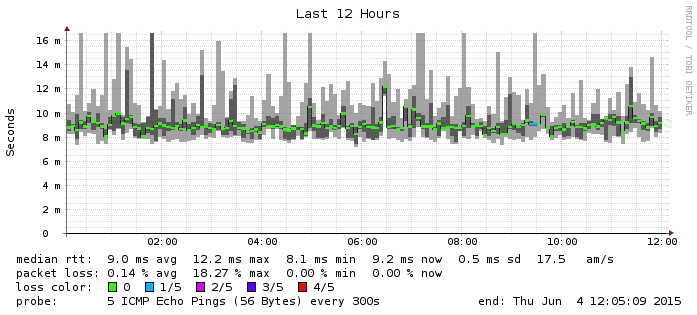 Last 12 Hours
RRDTOOL / TOBI OETIKER
Seconds
16 m
14 m
12 m
10 m
8 m
6 m
4 m
2 m
0
02:00 04:00 06:00 08:00 10:00 12:00
median rtt: 9.0 ms avg 12.2 ms max 8.1 ms min 9.2 ms now 0.5 ms sd 17.5 am/s
packet loss: 0.14 % avg 18.27 % max 0.00 % min 0.00 % now
loss color: 0 1/5 2/5 3/5 4/5
probe: 5 ICMP Echo Pings (56 Bytes) every 300s end: Thu Jun 4 12:05:09 2015